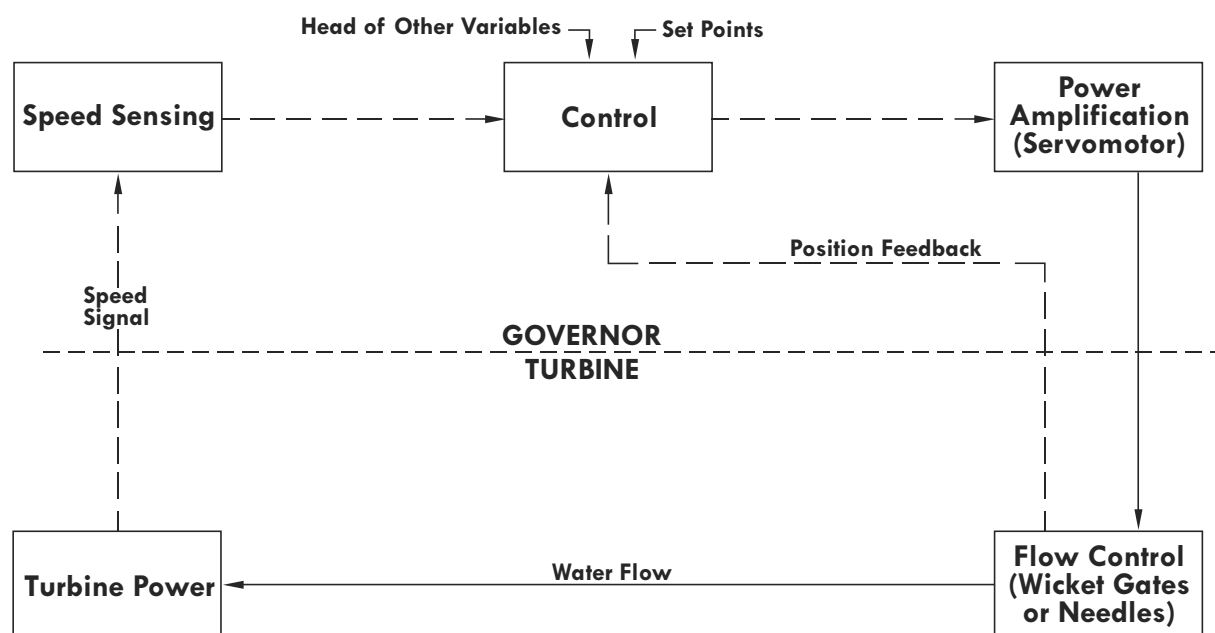 Head of Other Variables
Set Points
Speed Sensing
Control
Power
Amplification
(Servomotor)
Position Feedback
Speed
Signal
GOVERNOR
TURBINE
Turbine Power
Water Flow
Flow Control
(Wicket Gates
or Needles)